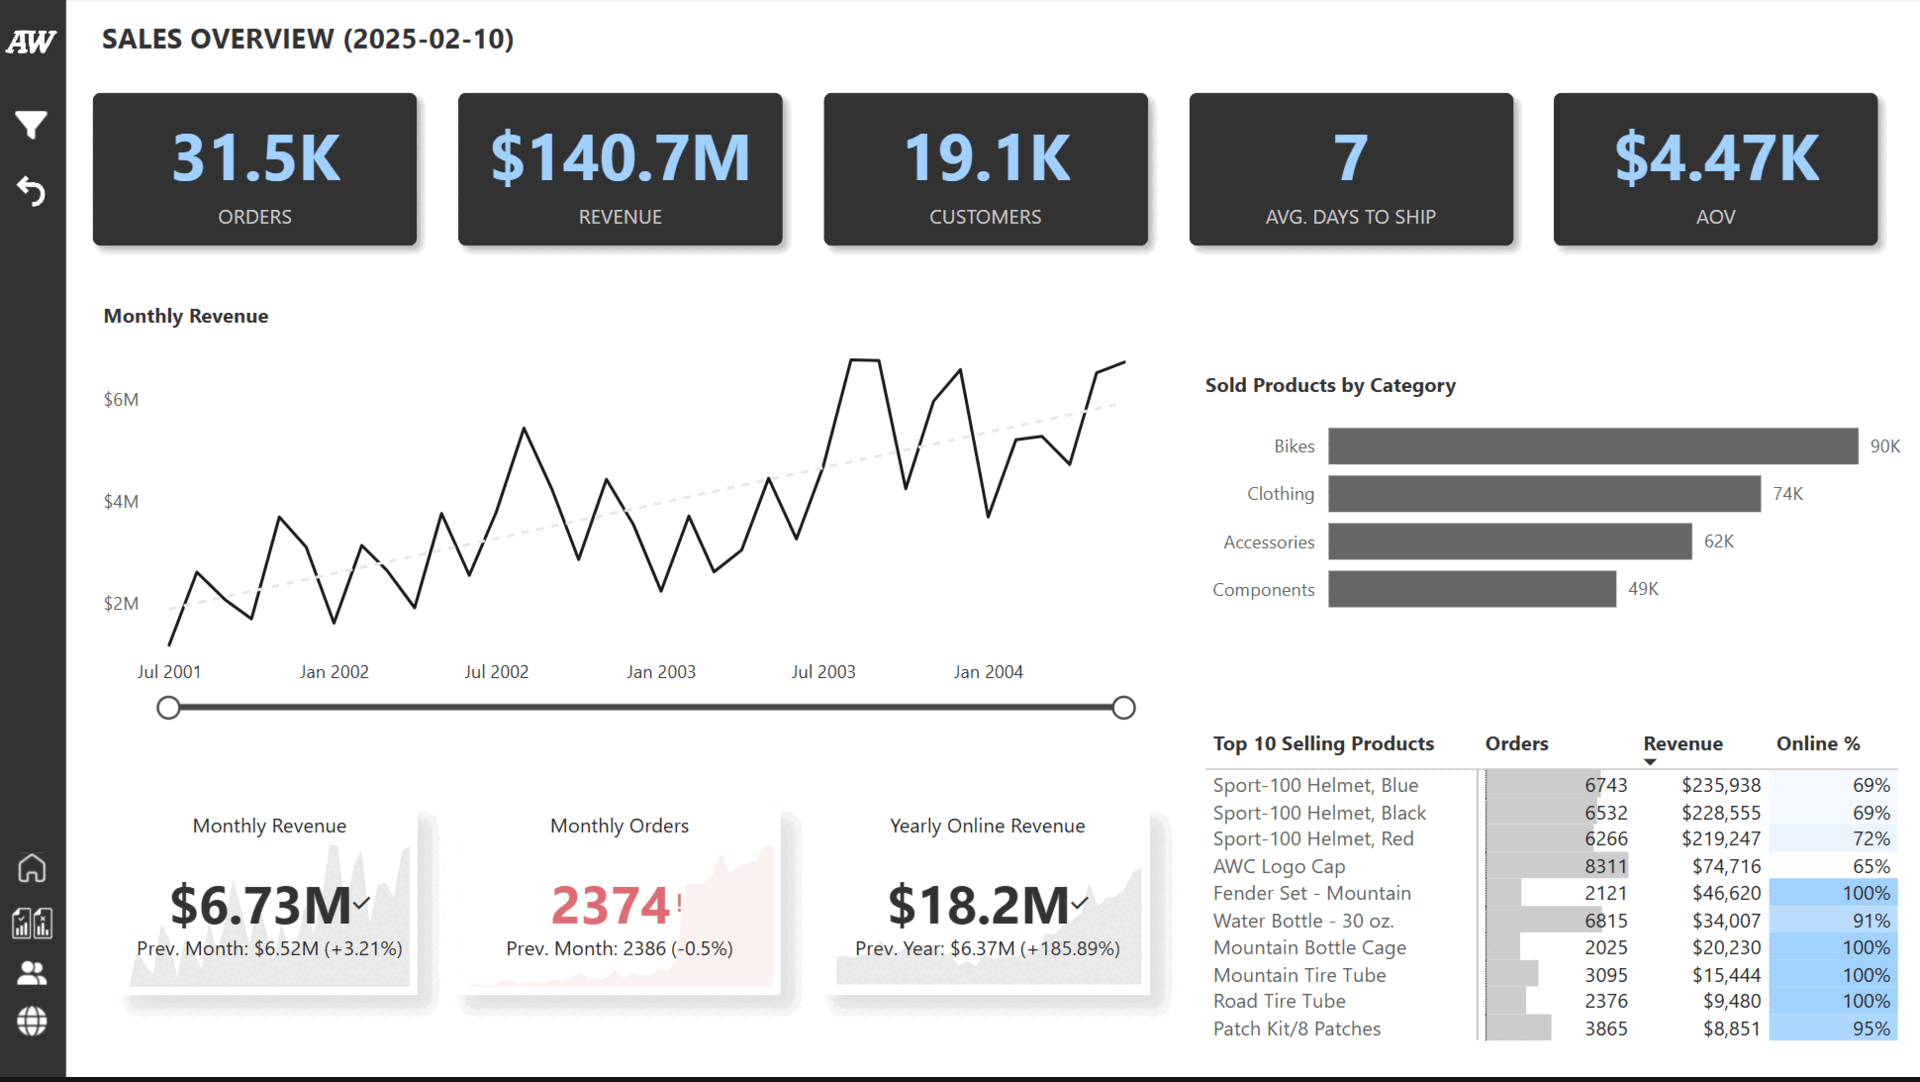 AW
SALES OVERVIEW (2025-02-10)
31.5K
ORDERS
$140.7M
REVENUE
19.1K
CUSTOMERS
7
AVG. DAYS TO SHIP
$4.47K
AOV
Monthly Revenue
$6M
$4M
$2M
Jul 2001 Jan 2002 Jul 2002 Jan 2003 Jul 2003 Jan 2004
Sold Products by Category
Bikes 90K
Clothing 74K
Accessories 62K
Components 49K
Monthly Revenue
$6.73M
Prev. Month: $6.52M (+3.21%)
Monthly Orders
2374!
Prev. Month: 2386 (-0.5%)
Yearly Online Revenue
$18.2M
Prev. Year: $6.37M (+185.89%)
Top 10 Selling Products Orders Revenue Online %
Sport-100 Helmet, Blue 6743 $235,938 69%
Sport-100 Helmet, Black 6532 $228,555 69%
Sport-100 Helmet, Red 6266 $219,247 72%
AWC Logo Cap 8311 $74,716 65%
Fender Set - Mountain 2121 $46,620 100%
Water Bottle - 30 oz. 6815 $34,007 91%
Mountain Bottle Cage 2025 $20,230 100%
Mountain Tire Tube 3095 $15,444 100%
Road Tire Tube 2376 $9,480 100%
Patch Kit/8 Patches 3865 $8,851 95%